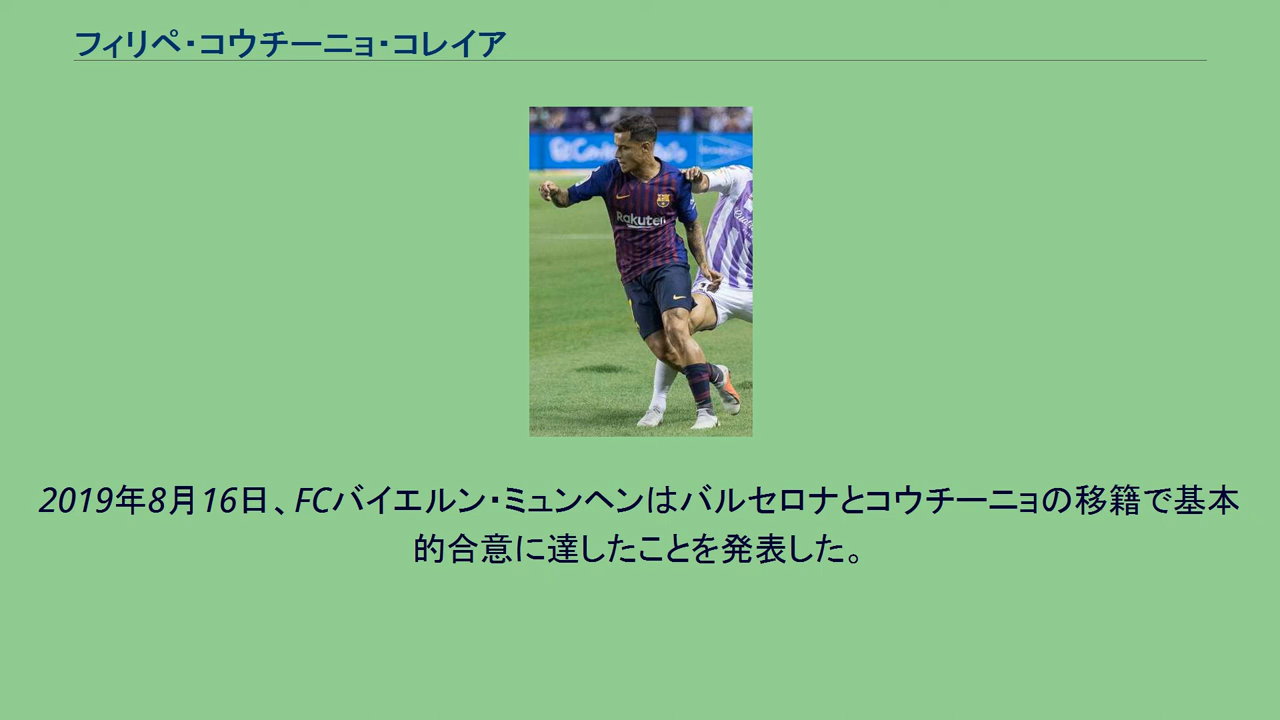 フィリペ・コウチーニョ・コレイア
Rakuten
2019年8月16日、FCバイエルン・ミュンヘンはバルセロナとコウチーニョの移籍で基本
的合意に達したことを発表した。